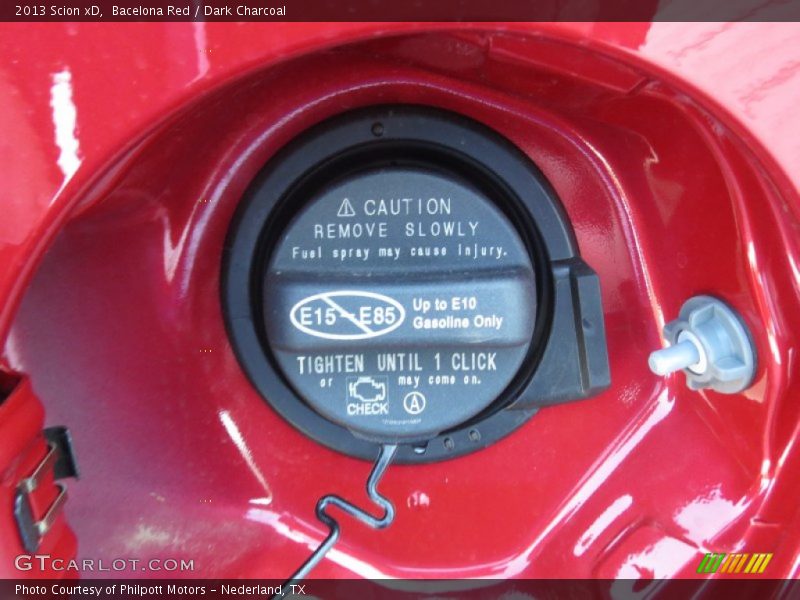 2013 Scion xD,  Bacelona Red / Dark Charcoal
⚠ CAUTION
REMOVE SLOWLY
Fuel spray may cause injury.
E15~E85
Up to E10
Gasoline Only
TIGHTEN UNTIL 1 CLICK
or
CHECK
may come on.
A
GTCARLOT.COM
Photo Courtesy of Philpott Motors - Nederland, TX